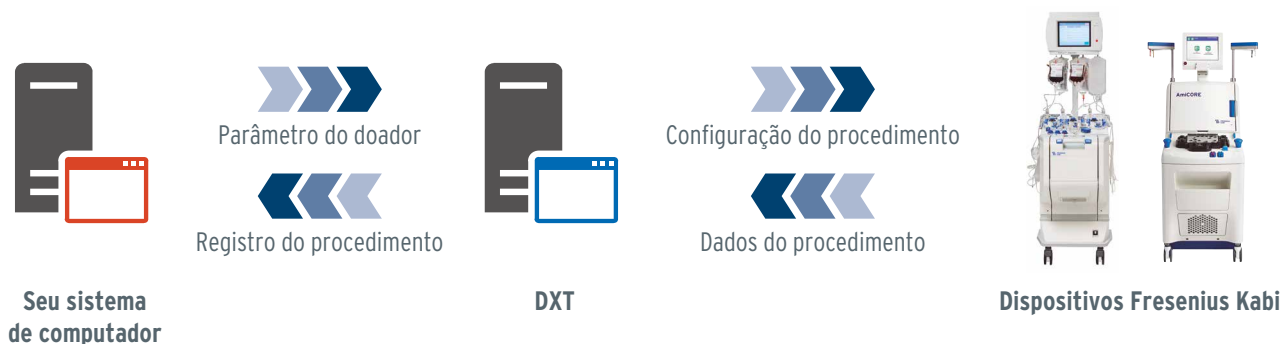 AmiCORE
Parâmetro do doador
Configuração do procedimento
Registro do procedimento
Dados do procedimento
Seu sistema
de computador
DXT
Dispositivos Fresenius Kabi